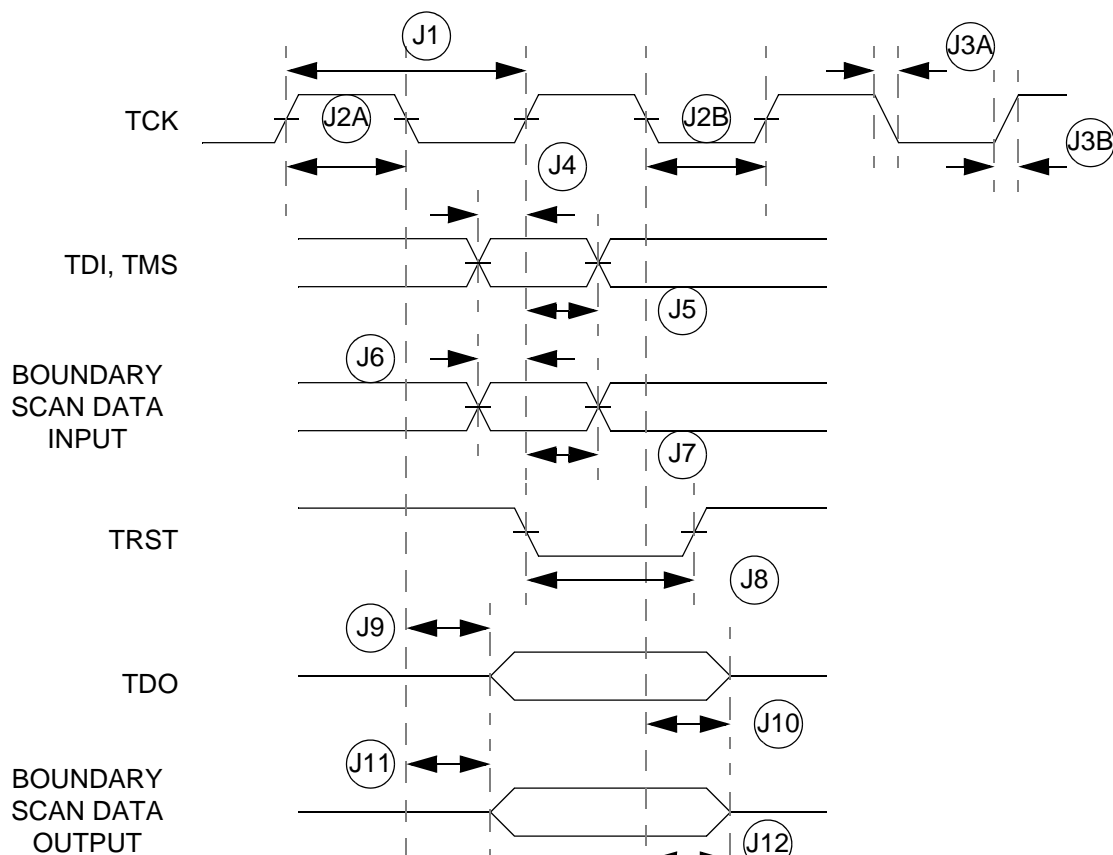 J1
J3A
TCK
J2A
J2B
J3B
J4
TDI, TMS
J5
J6
BOUNDARY
SCAN DATA
INPUT
J7
TRST
J8
J9
TDO
J10
J11
BOUNDARY
SCAN DATA
OUTPUT
J12